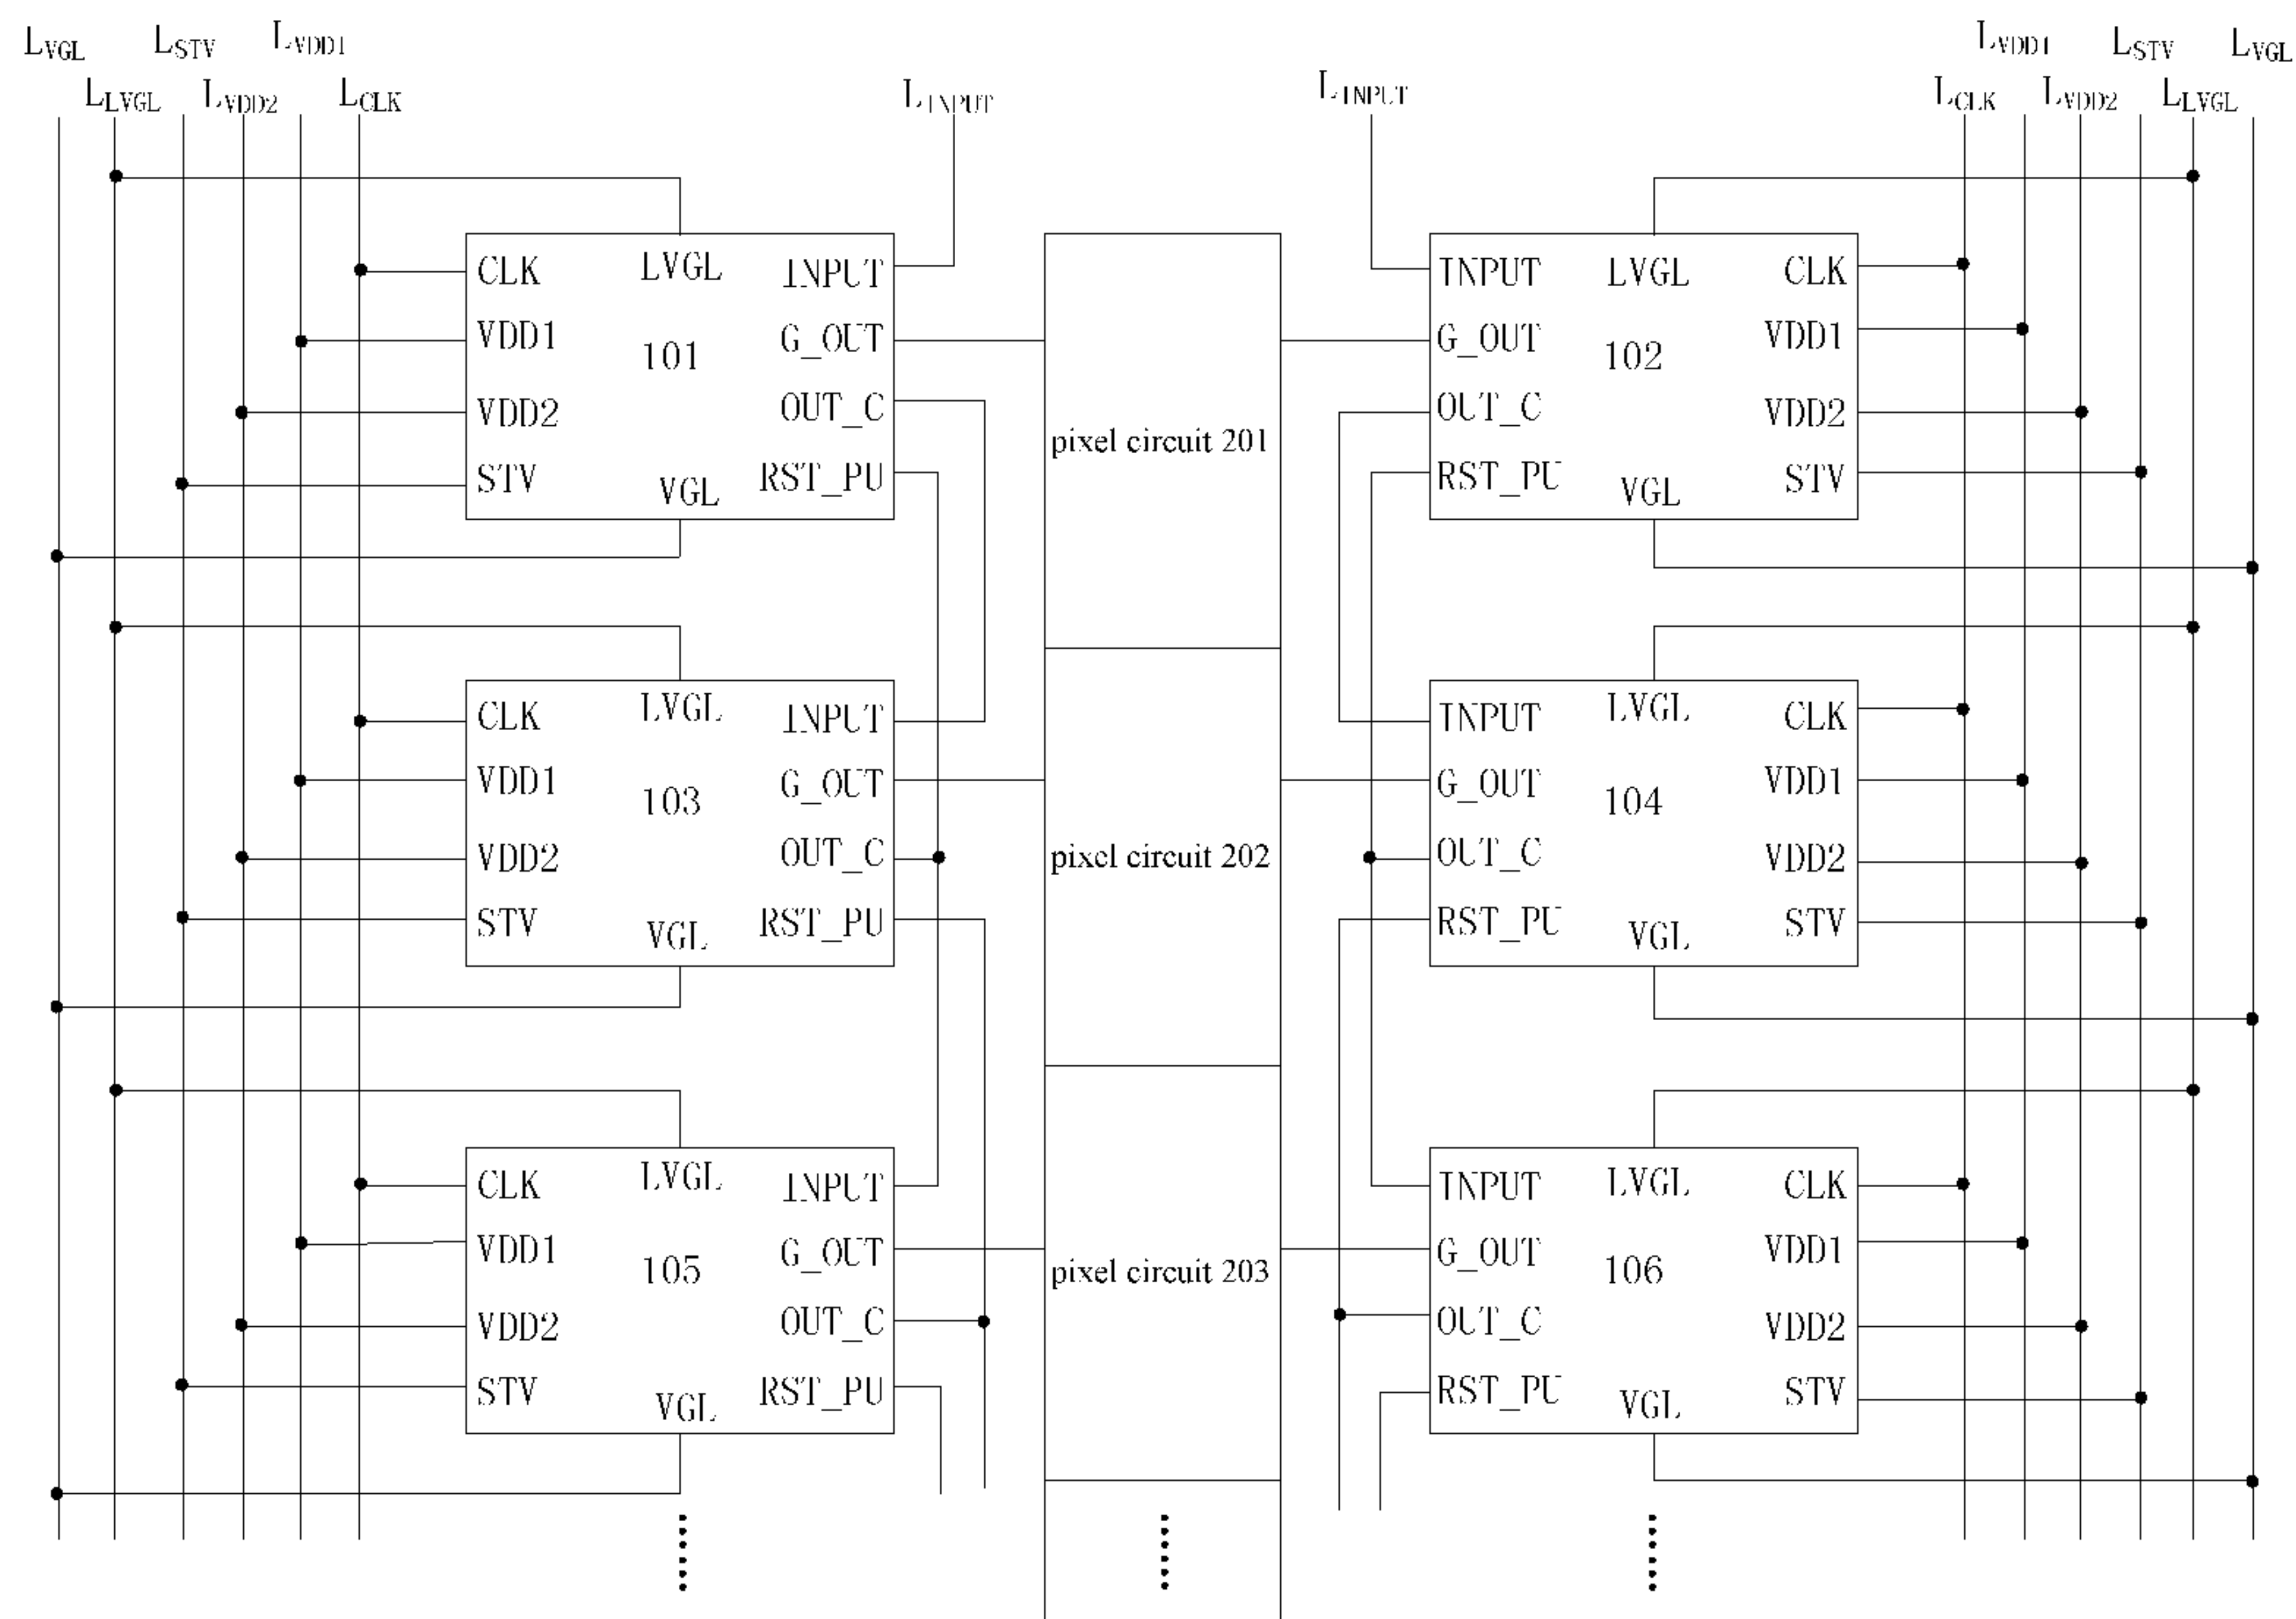 LVGL LSTV LVDD1 LVDD1 LSTV LVGL
LLVGL LVDD2 LCLK LINPUT LINPUT LCLK LVDD2 LLVGL
CLK LVGL INPUT
VDD1 101 G_OUT
VDD2 OUT_C
STV VGL RST_PU
pixel circuit 201
INPUT LVGL CLK
G_OUT 102 VDD1
OUT_C VDD2
RST_PU VGL STV
CLK LVGL INPUT
VDD1 103 G_OUT
VDD2 OUT_C
STV VGL RST_PU
pixel circuit 202
INPUT LVGL CLK
G_OUT 104 VDD1
OUT_C VDD2
RST_PU VGL STV
CLK LVGL INPUT
VDD1 105 G_OUT
VDD2 OUT_C
STV VGL RST_PU
pixel circuit 203
INPUT LVGL CLK
G_OUT 106 VDD1
OUT_C VDD2
RST_PU VGL STV